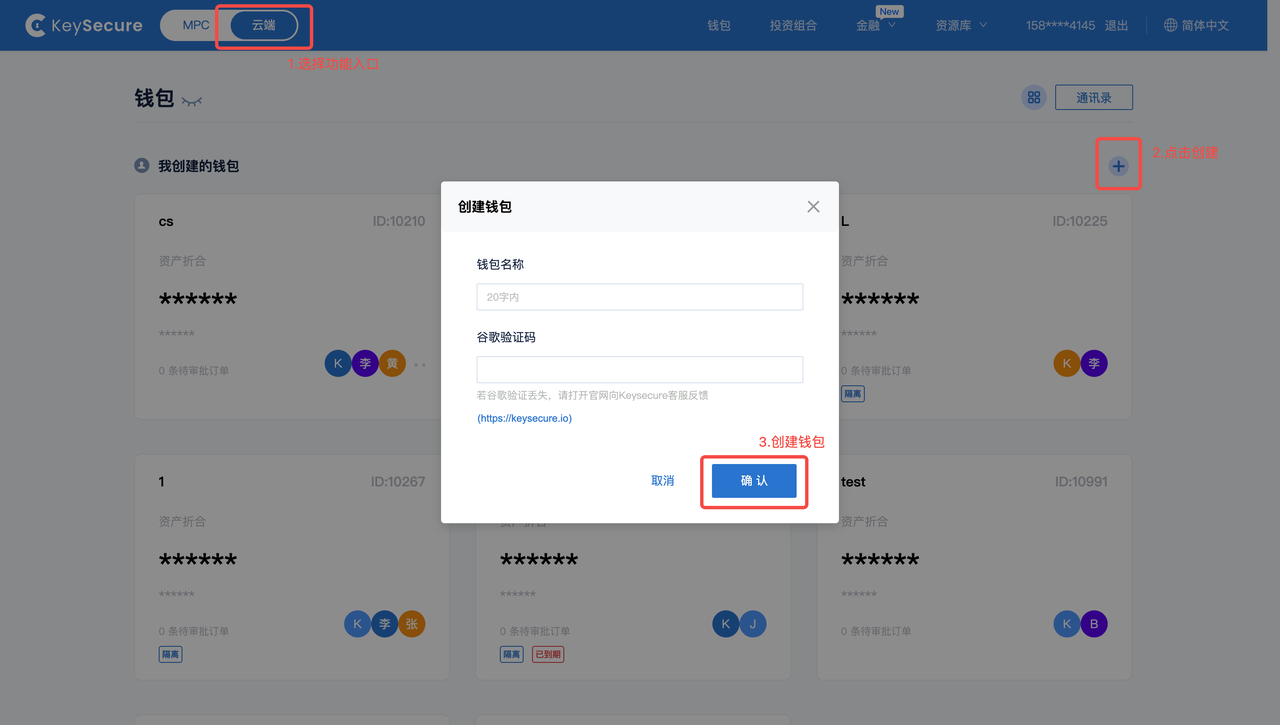 KeySecure MPC 云端 钱包 投资组合 金融 New 资源库 158****4145 退出 简体中文
1.选择功能入口
钱包 通讯录
我创建的钱包 2.点击创建
创建钱包
钱包名称
20字内
谷歌验证码
若谷歌验证丢失，请打开官网向Keysecure客服反馈
(https://keysecure.io)
3.创建钱包
取消 确 认
cs ID:10210
资产折合
******
******
0 条待审批订单 K 李 黄
L ID:10225
资产折合
******
******
0 条待审批订单 K 李
隔离
1 ID:10267
资产折合
******
******
0 条待审批订单 K 李 张
隔离
资产折合
******
******
0 条待审批订单 K J
隔离 已到期
test ID:10991
资产折合
******
******
0 条待审批订单 K B